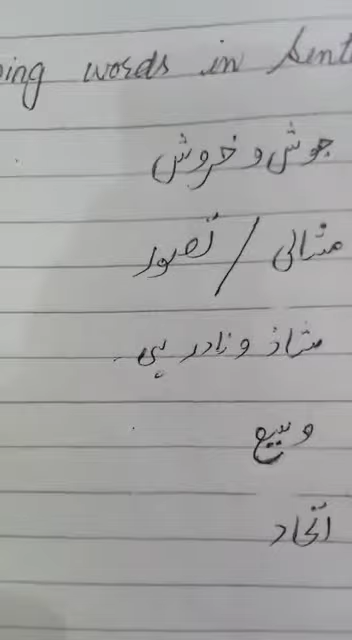 ing words in Sent
جوش و خروش
مثالی / تصور
شاذ و نادر ہی
وسیع
اتحاد